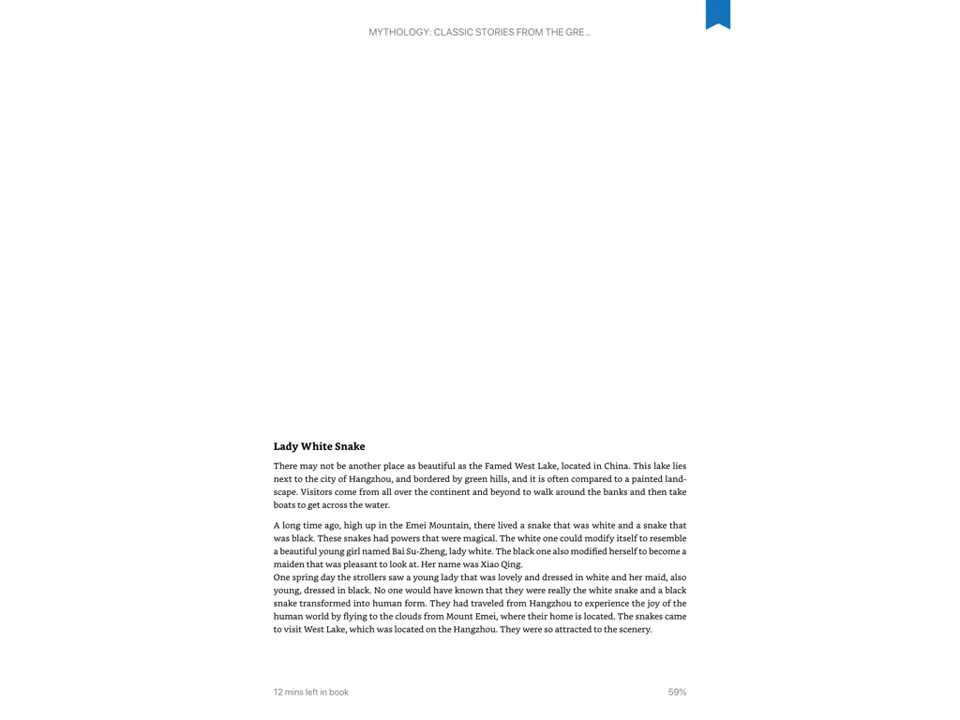 MYTHOLOGY: CLASSIC STORIES FROM THE GRE...
Lady White Snake
There may not be another place as beautiful as the Famed West Lake, located in China. This lake lies
next to the city of Hangzhou, and bordered by green hills, and it is often compared to a painted land-
scape. Visitors come from all over the continent and beyond to walk around the banks and then take
boats to get across the water.
A long time ago, high up in the Emei Mountain, there lived a snake that was white and a snake that
was black. These snakes had powers that were magical. The white one could modify itself to resemble
a beautiful young girl named Bai Su-Zheng, lady white. The black one also modified herself to become a
maiden that was pleasant to look at. Her name was Xiao Qing.
One spring day the strollers saw a young lady that was lovely and dressed in white and her maid, also
young, dressed in black. No one would have known that they were really the white snake and a black
snake transformed into human form. They had traveled from Hangzhou to experience the joy of the
human world by flying to the clouds from Mount Emei, where their home is located. The snakes came
to visit West Lake, which was located on the Hangzhou. They were so attracted to the scenery.
12 mins left in book
59%